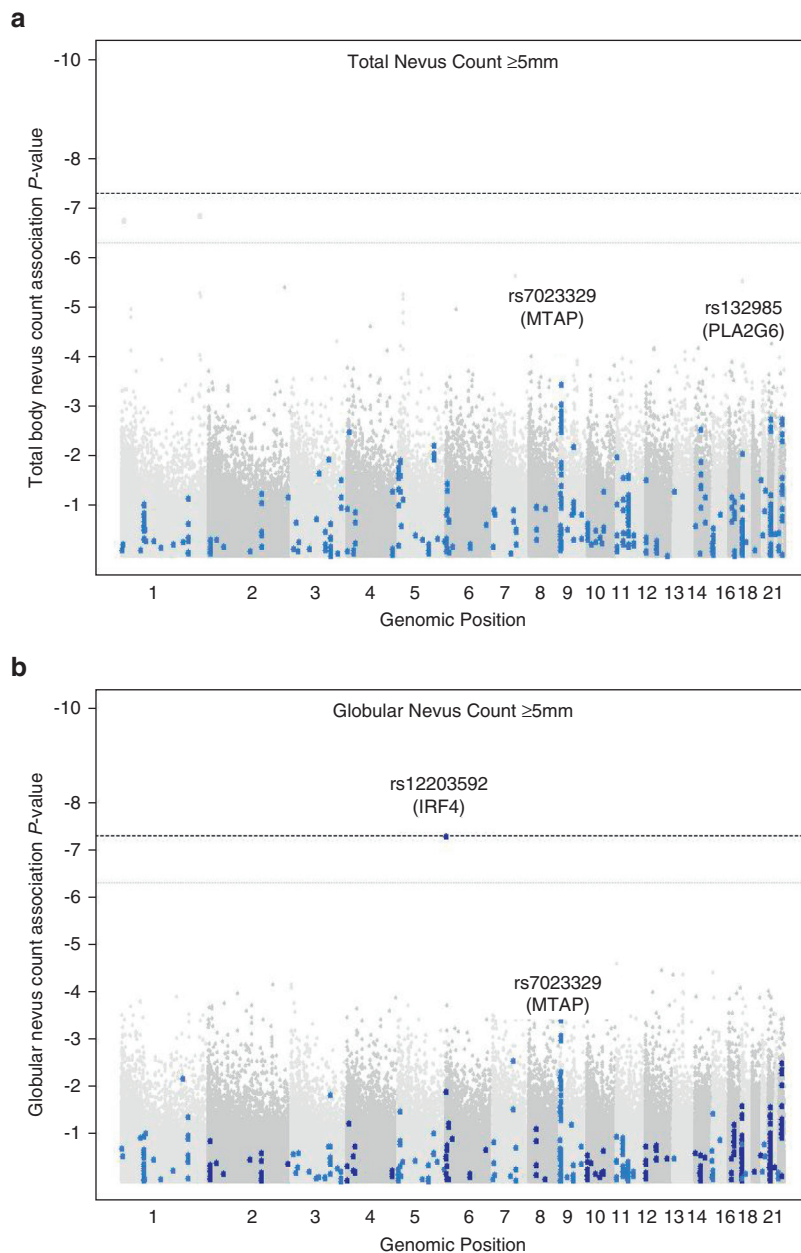 a
Total Nevus Count ≥5mm
Total body nevus count association P-value
-10
-8
-7
-6
-5
-4
-3
-2
-1
rs7023329
(MTAP)
rs132985
(PLA2G6)
1 2 3 4 5 6 7 8 9 10 11 12 13 14 16 18 21
Genomic Position
b
Globular Nevus Count ≥5mm
Globular nevus count association P-value
-10
-8
-7
-6
-5
-4
-3
-2
-1
rs12203592
(IRF4)
rs7023329
(MTAP)
1 2 3 4 5 6 7 8 9 10 11 12 13 14 16 18 21
Genomic Position